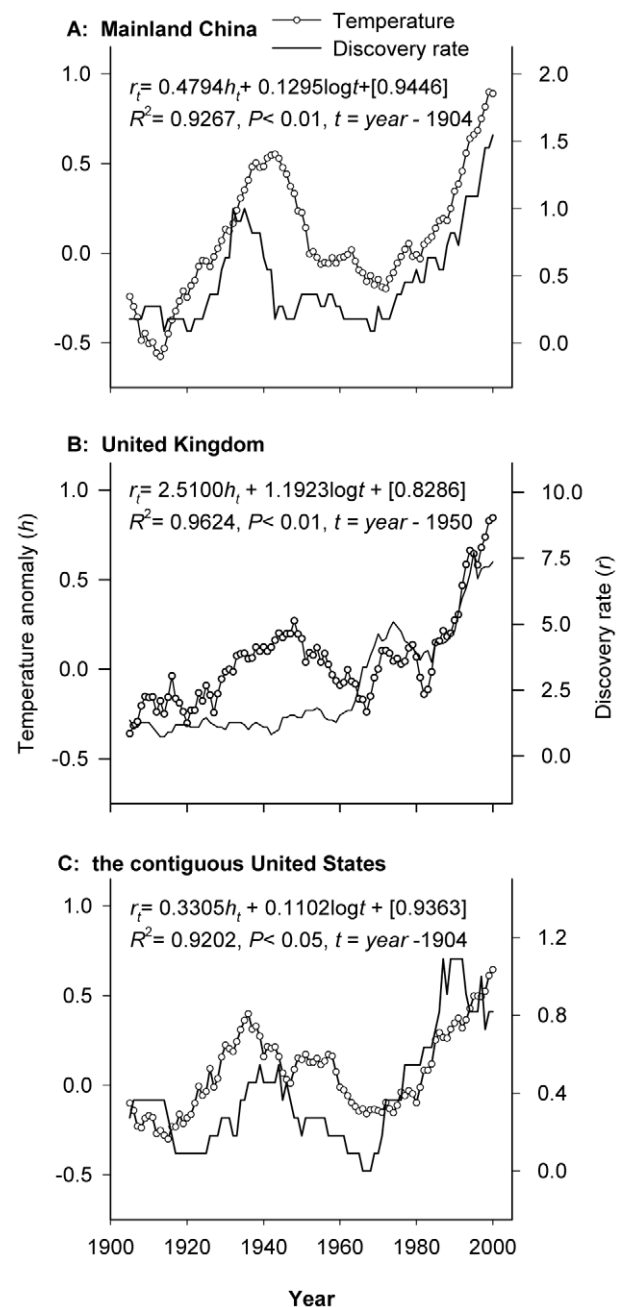 A: Mainland China
Temperature
Discovery rate
1.0
0.5
0.0
-0.5
2.0
1.5
1.0
0.5
0.0
rₜ= 0.4794hₜ+ 0.1295logt+[0.9446]
R²= 0.9267, P< 0.01, t = year - 1904
B: United Kingdom
1.0
0.5
0.0
-0.5
10.0
7.5
5.0
2.5
0.0
rₜ= 2.5100hₜ + 1.1923logt + [0.8286]
R²= 0.9624, P< 0.01, t = year - 1950
Temperature anomaly (h)
Discovery rate (r)
C: the contiguous United States
1.0
0.5
0.0
-0.5
1.2
0.8
0.4
0.0
rₜ= 0.3305hₜ + 0.1102logt + [0.9363]
R²= 0.9202, P< 0.05, t = year -1904
1900 1920 1940 1960 1980 2000
Year